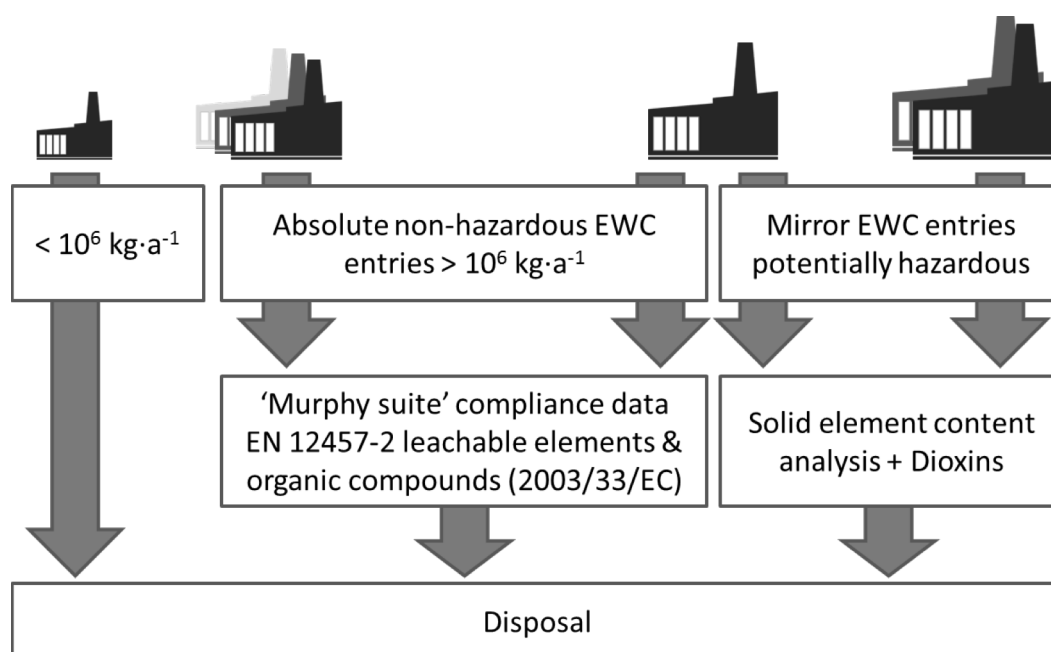 < 10⁶ kg·a⁻¹
Absolute non-hazardous EWC
entries > 10⁶ kg·a⁻¹
Mirror EWC entries
potentially hazardous
‘Murphy suite’ compliance data
EN 12457-2 leachable elements &
organic compounds (2003/33/EC)
Solid element content
analysis + Dioxins
Disposal